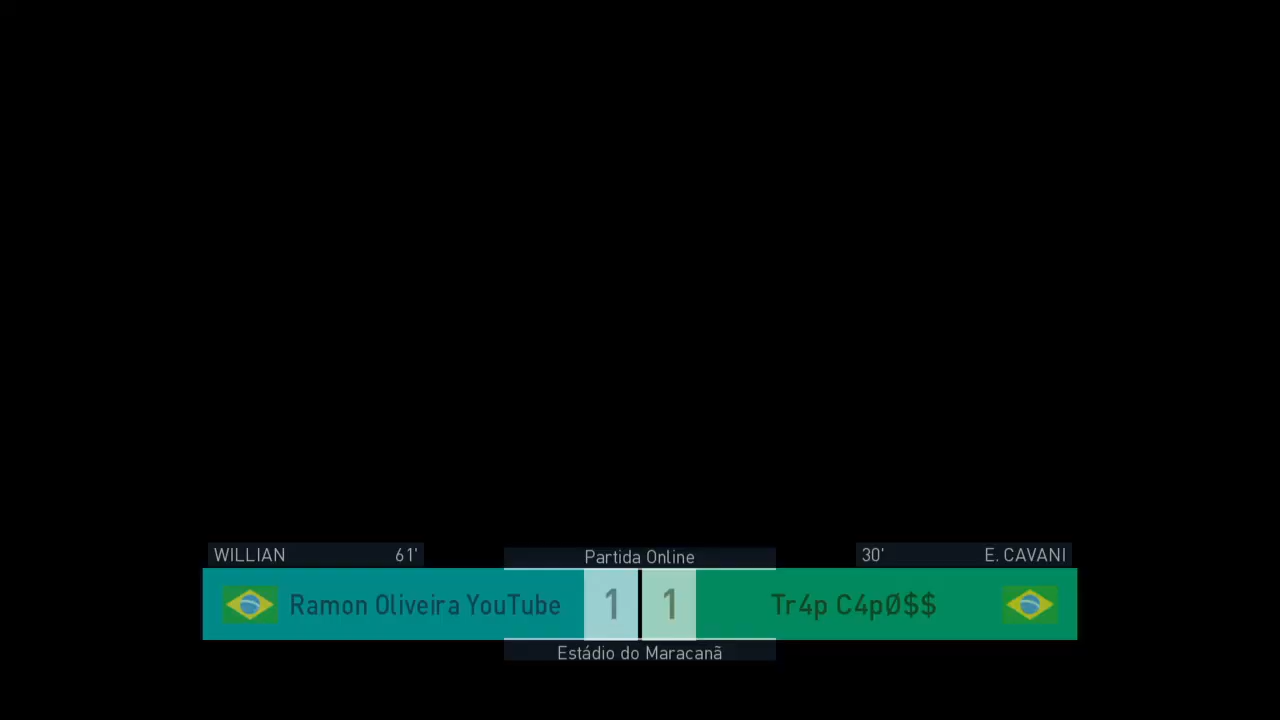 WILLIAN 61'
Partida Online
30' E. CAVANI
Ramon Oliveira YouTube 1 1 Tr4p C4pØ$$
Estádio do Maracanã